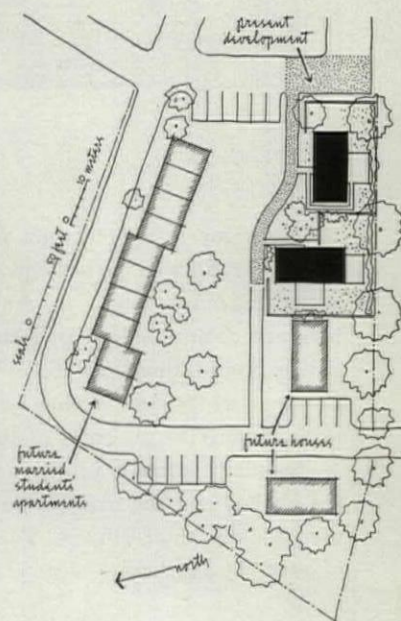 present
development
scale 0 50 feet 0 10 meters
future
married
students'
apartments
future houses
north